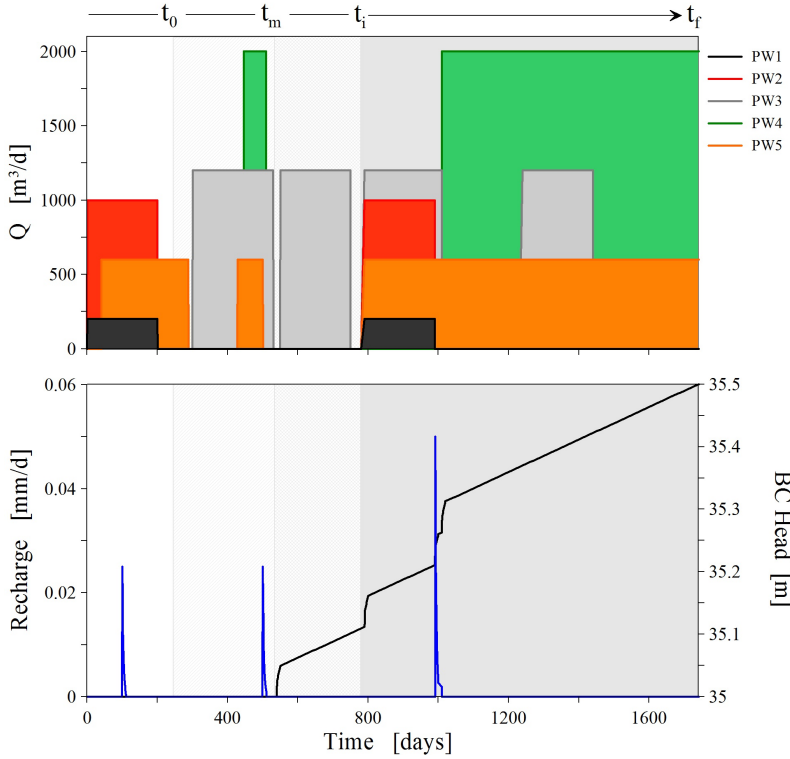 t0 tm ti tf
2000
1500
1000
500
0
Q [m³/d]
PW1
PW2
PW3
PW4
PW5
0.06
0.04
0.02
0
Recharge [mm/d]
35.5
35.4
35.3
35.2
35.1
35
BC Head [m]
0 400 800 1200 1600
Time [days]